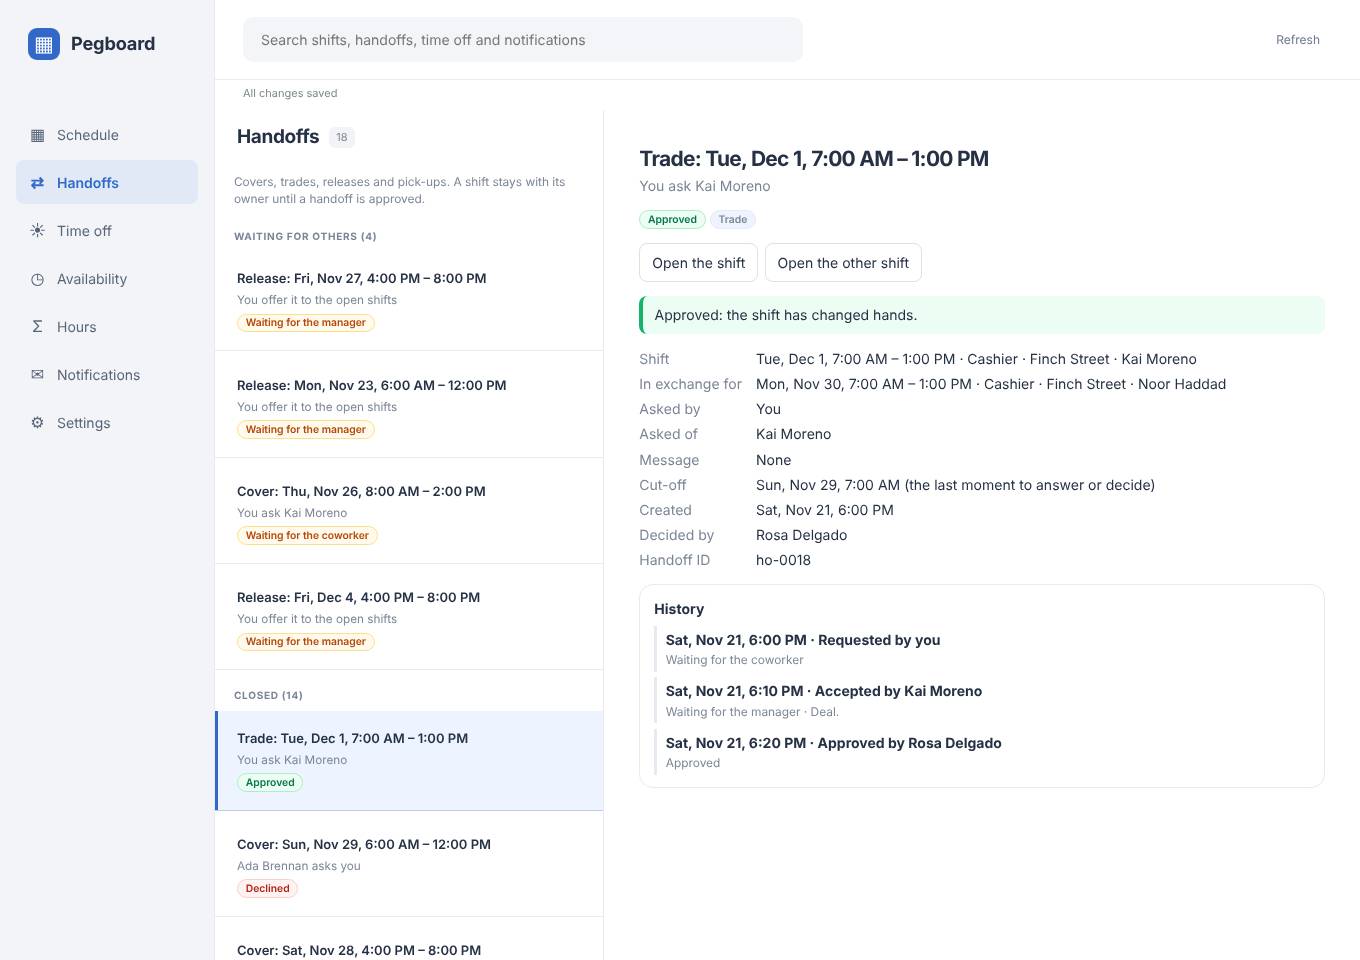 Pegboard
Schedule
Handoffs
Time off
Availability
Hours
Notifications
Settings
Search shifts, handoffs, time off and notifications
Refresh
All changes saved
Handoffs 18
Covers, trades, releases and pick-ups. A shift stays with its
owner until a handoff is approved.
WAITING FOR OTHERS (4)
Release: Fri, Nov 27, 4:00 PM – 8:00 PM
You offer it to the open shifts
Waiting for the manager
Release: Mon, Nov 23, 6:00 AM – 12:00 PM
You offer it to the open shifts
Waiting for the manager
Cover: Thu, Nov 26, 8:00 AM – 2:00 PM
You ask Kai Moreno
Waiting for the coworker
Release: Fri, Dec 4, 4:00 PM – 8:00 PM
You offer it to the open shifts
Waiting for the manager
CLOSED (14)
Trade: Tue, Dec 1, 7:00 AM – 1:00 PM
You ask Kai Moreno
Approved
Cover: Sun, Nov 29, 6:00 AM – 12:00 PM
Ada Brennan asks you
Declined
Cover: Sat, Nov 28, 4:00 PM – 8:00 PM
Trade: Tue, Dec 1, 7:00 AM – 1:00 PM
You ask Kai Moreno
Approved Trade
Open the shift Open the other shift
Approved: the shift has changed hands.
Shift Tue, Dec 1, 7:00 AM – 1:00 PM · Cashier · Finch Street · Kai Moreno
In exchange for Mon, Nov 30, 7:00 AM – 1:00 PM · Cashier · Finch Street · Noor Haddad
Asked by You
Asked of Kai Moreno
Message None
Cut-off Sun, Nov 29, 7:00 AM (the last moment to answer or decide)
Created Sat, Nov 21, 6:00 PM
Decided by Rosa Delgado
Handoff ID ho-0018
History
Sat, Nov 21, 6:00 PM · Requested by you
Waiting for the coworker
Sat, Nov 21, 6:10 PM · Accepted by Kai Moreno
Waiting for the manager · Deal.
Sat, Nov 21, 6:20 PM · Approved by Rosa Delgado
Approved